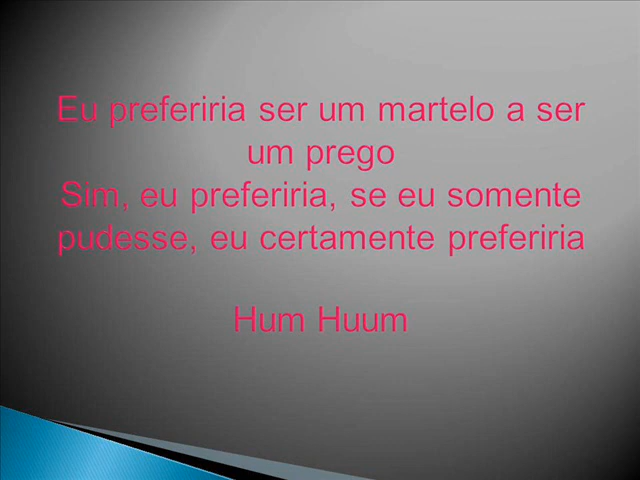 Eu preferiria ser um martelo a ser
um prego
Sim, eu preferiria, se eu somente
pudesse, eu certamente preferiria
Hum Huum